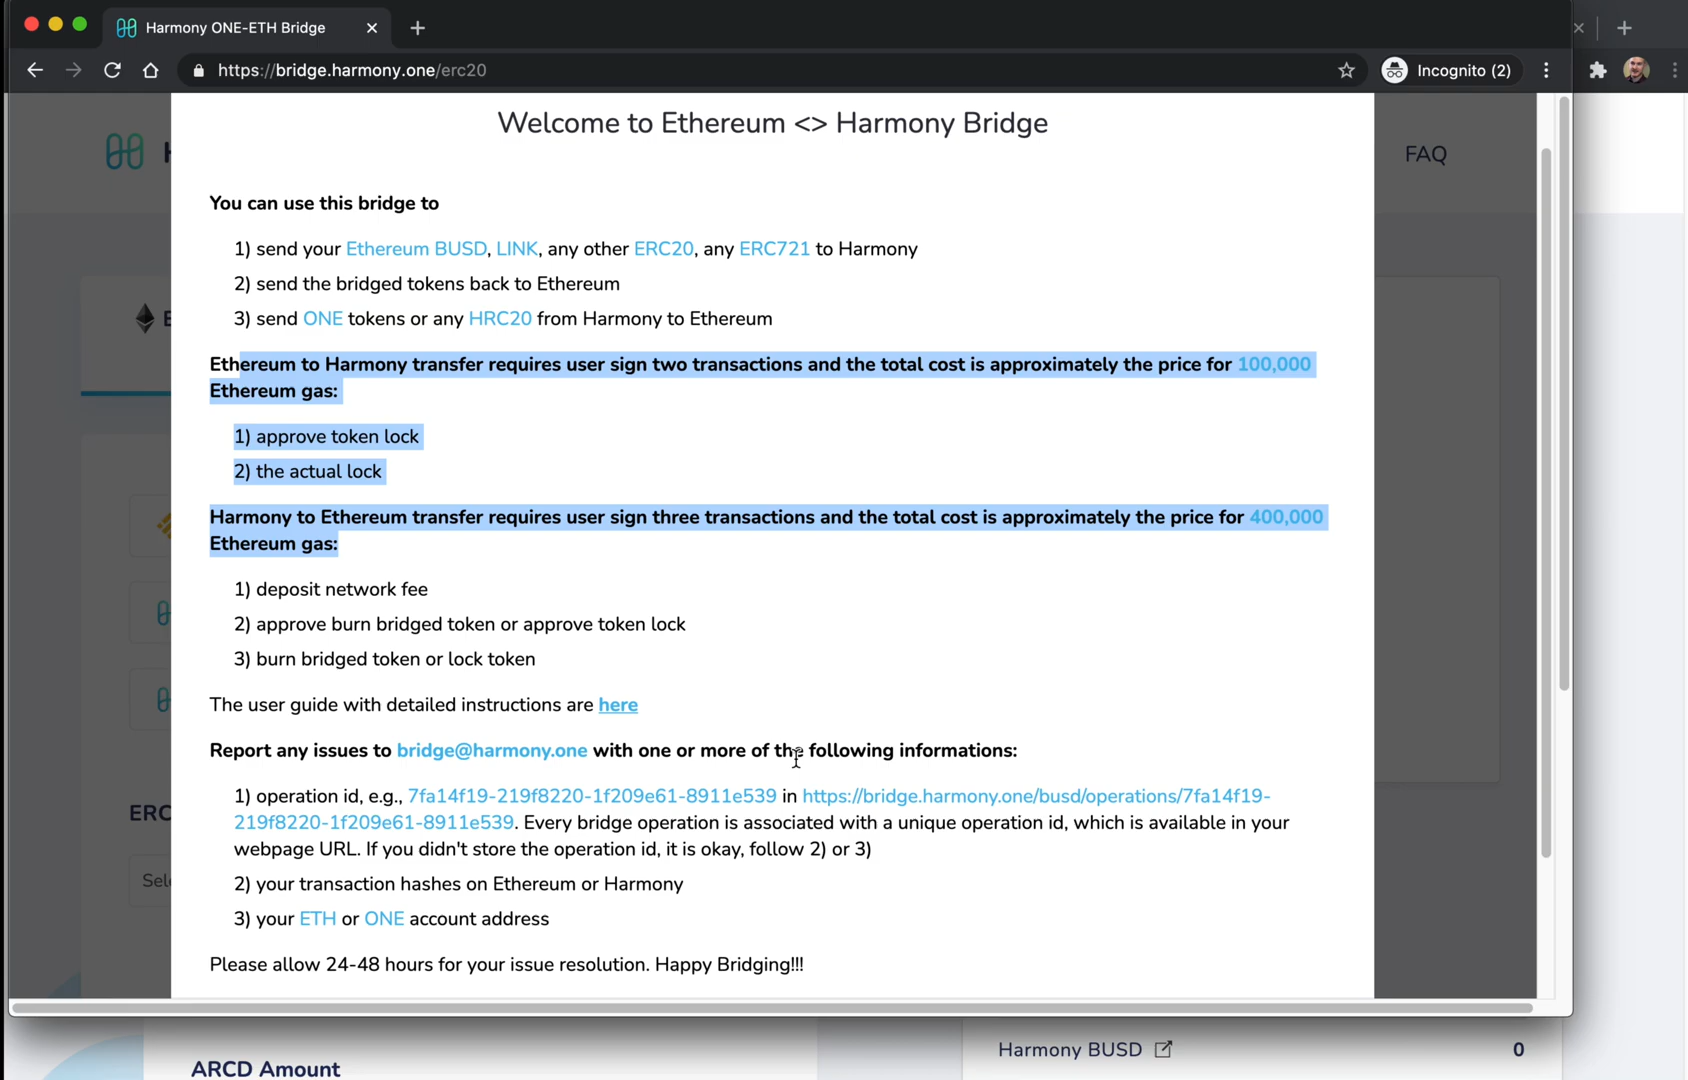 Harmony ONE-ETH Bridge
https://bridge.harmony.one/erc20
Incognito (2)
Welcome to Ethereum <> Harmony Bridge
FAQ
You can use this bridge to
1) send your Ethereum BUSD, LINK, any other ERC20, any ERC721 to Harmony
2) send the bridged tokens back to Ethereum
3) send ONE tokens or any HRC20 from Harmony to Ethereum
Ethereum to Harmony transfer requires user sign two transactions and the total cost is approximately the price for 100,000
Ethereum gas:
1) approve token lock
2) the actual lock
Harmony to Ethereum transfer requires user sign three transactions and the total cost is approximately the price for 400,000
Ethereum gas:
1) deposit network fee
2) approve burn bridged token or approve token lock
3) burn bridged token or lock token
The user guide with detailed instructions are here
Report any issues to bridge@harmony.one with one or more of the following informations:
1) operation id, e.g., 7fa14f19-219f8220-1f209e61-8911e539 in https://bridge.harmony.one/busd/operations/7fa14f19-
219f8220-1f209e61-8911e539. Every bridge operation is associated with a unique operation id, which is available in your
webpage URL. If you didn't store the operation id, it is okay, follow 2) or 3)
2) your transaction hashes on Ethereum or Harmony
3) your ETH or ONE account address
Please allow 24-48 hours for your issue resolution. Happy Bridging!!!
ERC
Sel
ARCD Amount
Harmony BUSD 0